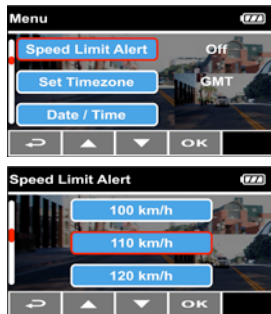 Menu
Speed Limit Alert Off
Set Timezone GMT
Date / Time
OK
Speed Limit Alert
100 km/h
110 km/h
120 km/h
OK